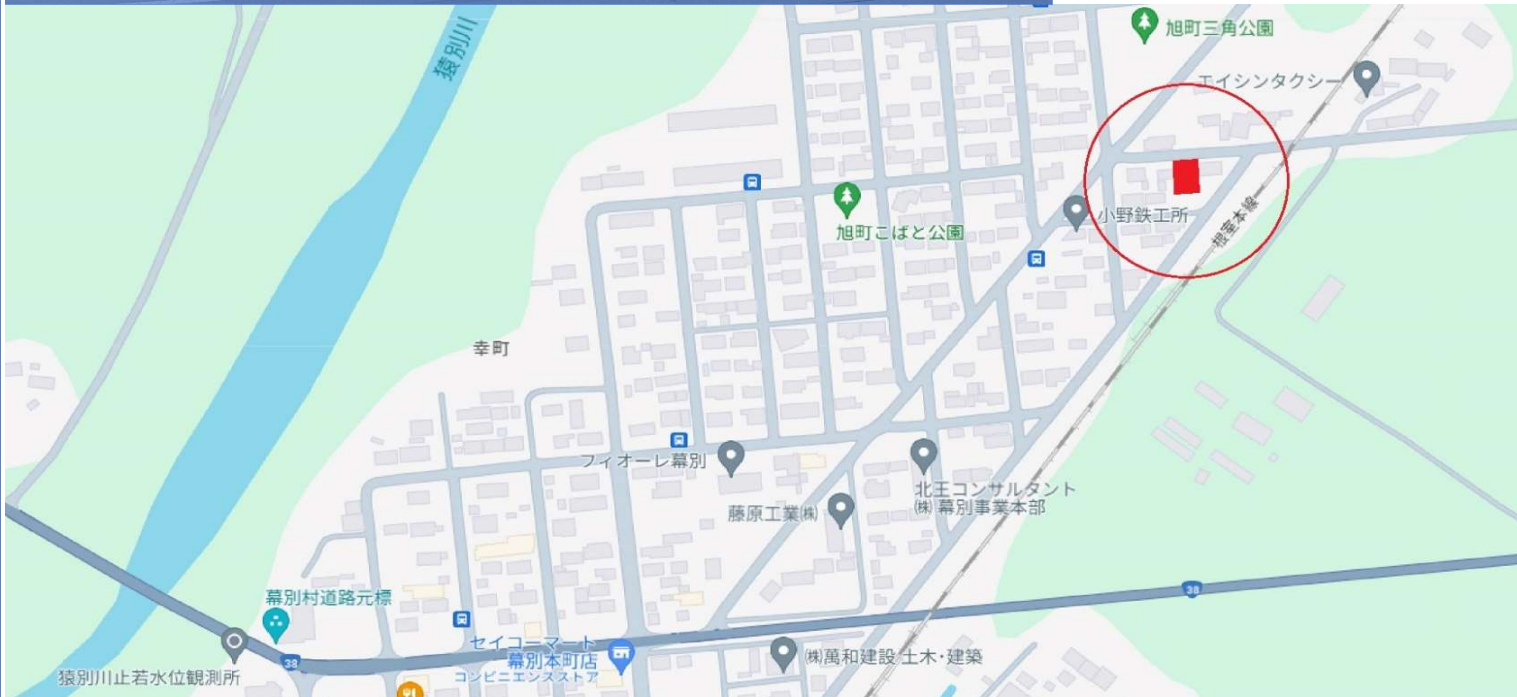 猿別川
旭町三角公園
エイシンタクシー
小野鉄工所
根室本線
旭町こばと公園
幸町
フィオーレ幕別
藤原工業㈱
北王コンサルタント
㈱ 幕別事業本部
38
幕別村道路元標
セイコーマート
幕別本町店
コンビニエンスストア
38
㈱萬和建設 土木・建築
猿別川止若水位観測所